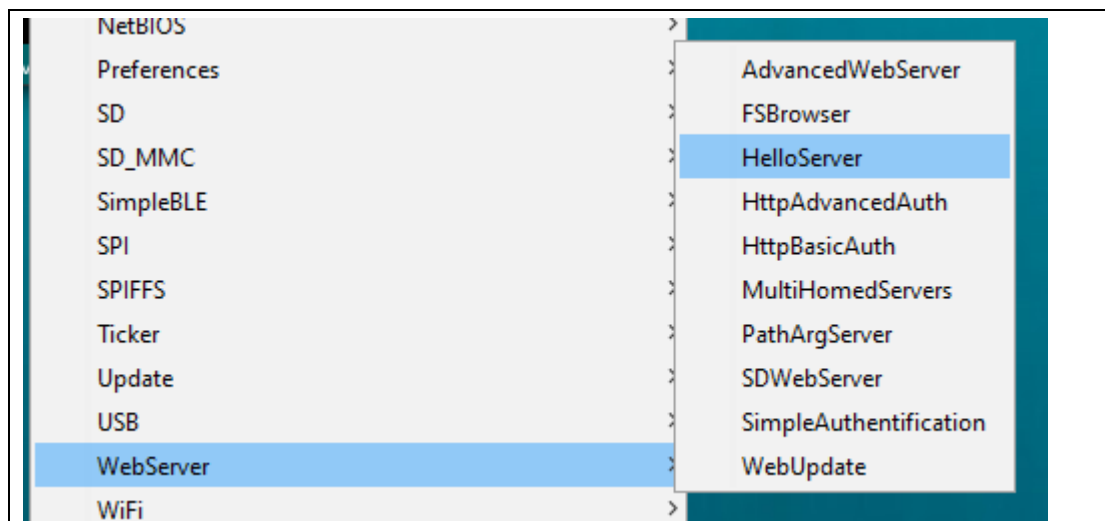 NetBIOS
Preferences
SD
SD_MMC
SimpleBLE
SPI
SPIFFS
Ticker
Update
USB
WebServer
WiFi
AdvancedWebServer
FSBrowser
HelloServer
HttpAdvancedAuth
HttpBasicAuth
MultiHomedServers
PathArgServer
SDWebServer
SimpleAuthentification
WebUpdate